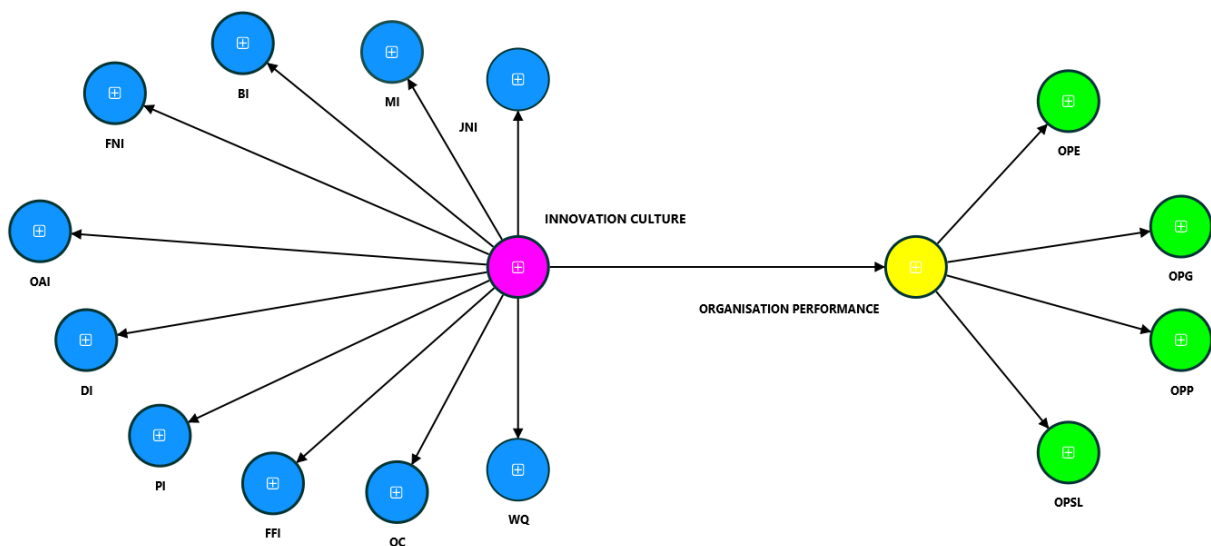 BI
MI
JNI
FNI
OPE
INNOVATION CULTURE
OAI
OPG
ORGANISATION PERFORMANCE
DI
OPP
PI
FFI
OC
WQ
OPSL